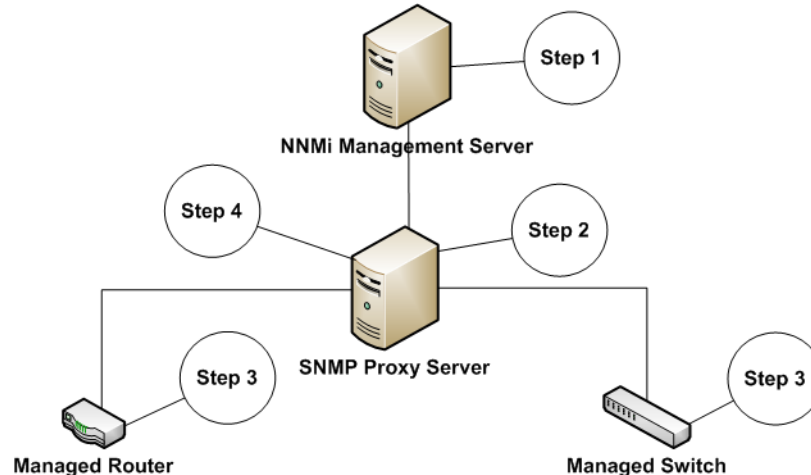 Step 1
NNMi Management Server
Step 4
Step 2
SNMP Proxy Server
Step 3
Step 3
Managed Router
Managed Switch